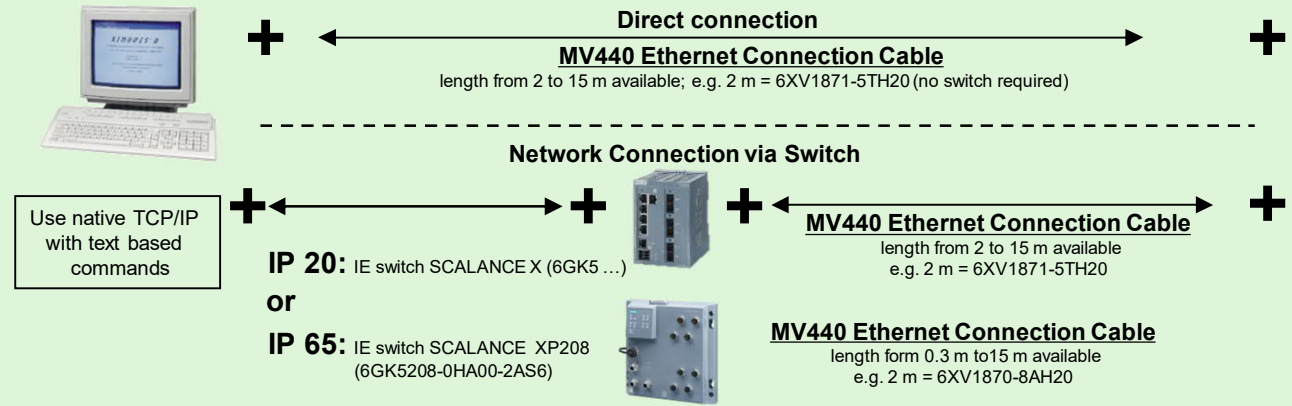 Direct connection
MV440 Ethernet Connection Cable
length from 2 to 15 m available; e.g. 2 m = 6XV1871-5TH20 (no switch required)
SIMATIC
Network Connection via Switch
Use native TCP/IP
with text based
commands
MV440 Ethernet Connection Cable
length from 2 to 15 m available
e.g. 2 m = 6XV1871-5TH20
IP 20: IE switch SCALANCE X (6GK5 …)
or
IP 65: IE switch SCALANCE XP208
(6GK5208-0HA00-2AS6)
MV440 Ethernet Connection Cable
length form 0.3 m to15 m available
e.g. 2 m = 6XV1870-8AH20